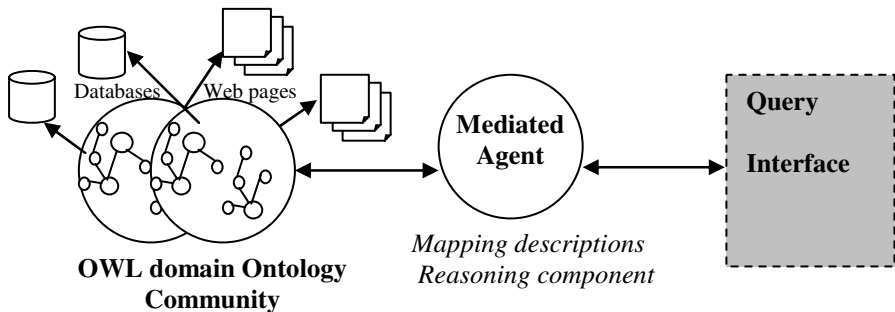 Databases
Web pages
OWL domain Ontology
Community
Mediated
Agent
Mapping descriptions
Reasoning component
Query
Interface